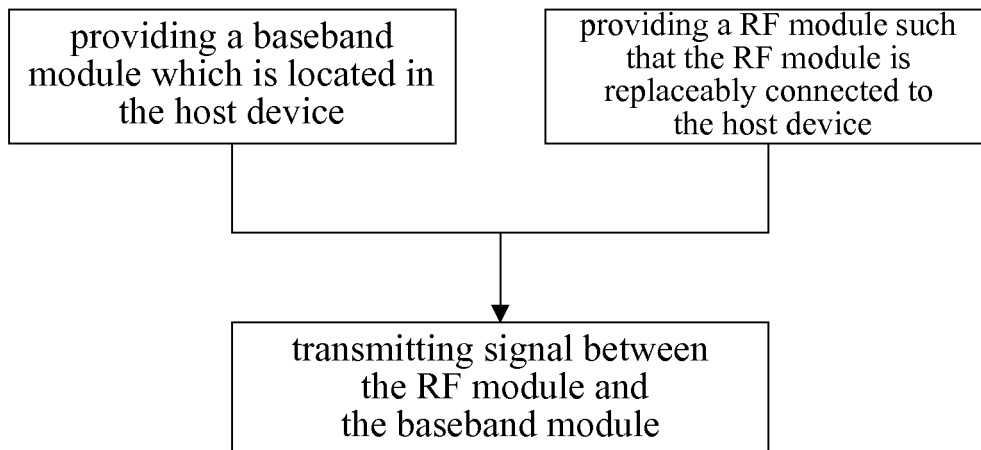 providing a baseband
module which is located in
the host device
providing a RF module such
that the RF module is
replaceably connected to
the host device
transmitting signal between
the RF module and
the baseband module